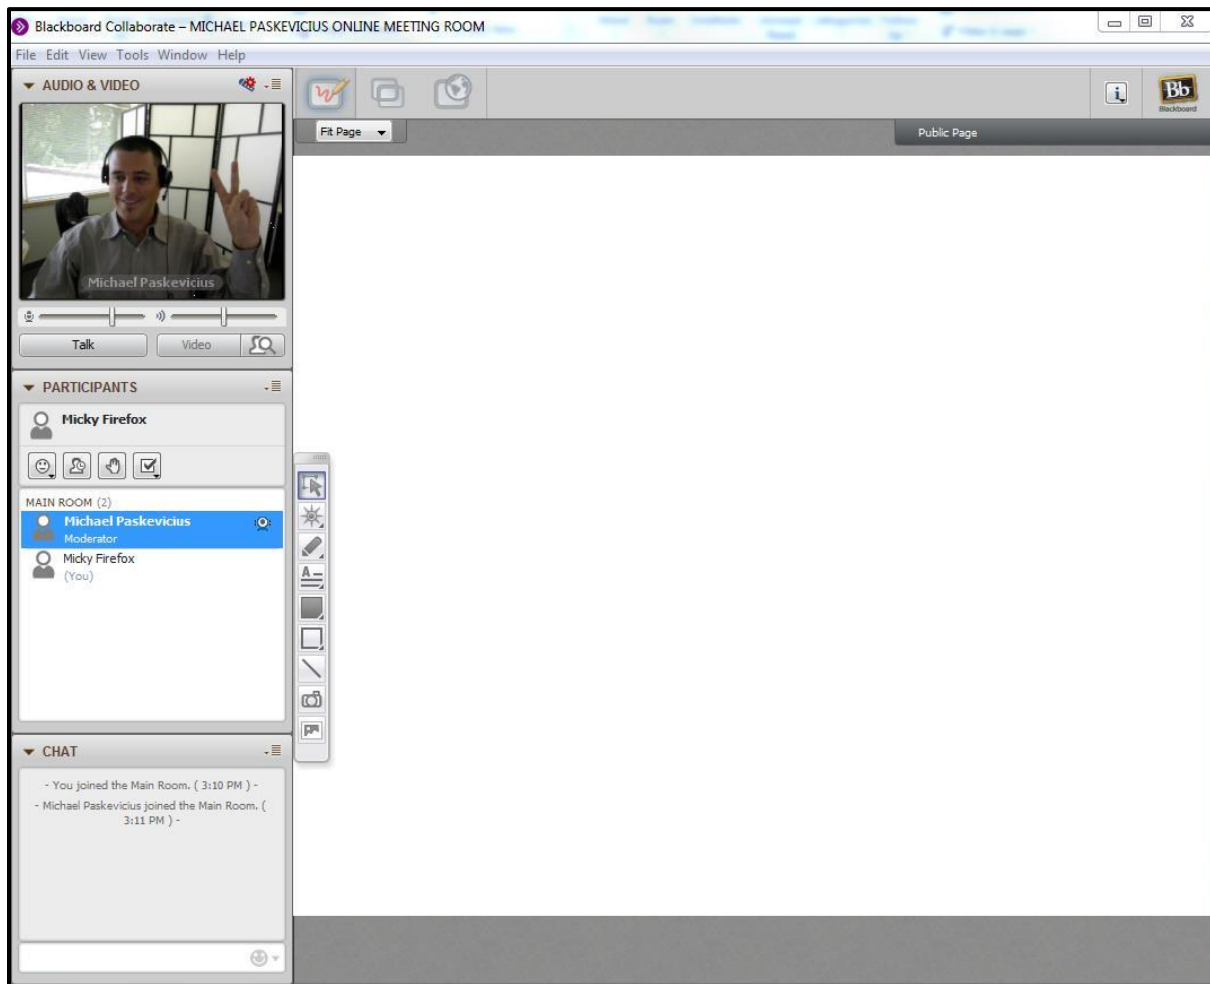 Blackboard Collaborate – MICHAEL PASKEVICIUS ONLINE MEETING ROOM
File Edit View Tools Window Help
AUDIO & VIDEO
Michael Paskevicius
Talk
Video
PARTICIPANTS
Micky Firefox
MAIN ROOM (2)
Michael Paskevicius
Moderator
Micky Firefox
(You)
CHAT
- You joined the Main Room. ( 3:10 PM ) -
- Michael Paskevicius joined the Main Room. (
3:11 PM ) -
Fit Page
Public Page
i
Bb
Blackboard
A